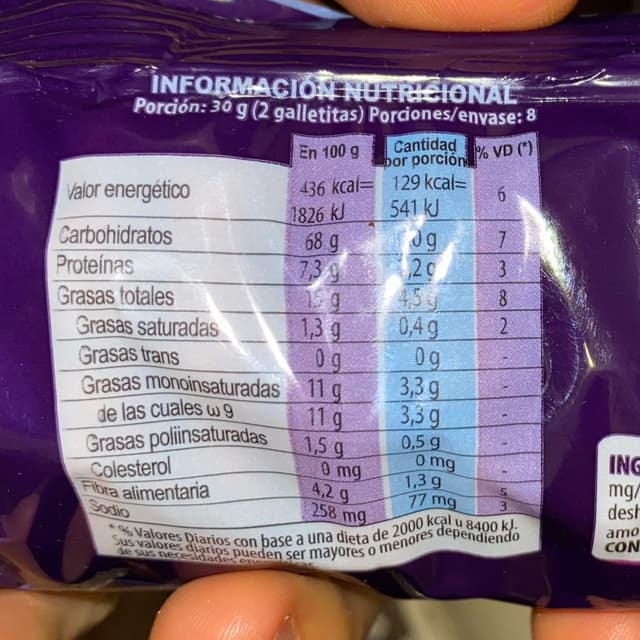 INFORMACIÓN NUTRICIONAL
Porción: 30 g (2 galletitas) Porciones/envase: 8
En 100 g Cantidad por porción % VD (*)
Valor energético 436 kcal= 1826 kJ 129 kcal= 541 kJ 6
Carbohidratos 68 g g 7
Proteínas 7,3 g 3
Grasas totales g 4,5 g 8
Grasas saturadas 1,3 g 0,4 g 2
Grasas trans 0 g 0 g -
Grasas monoinsaturadas 11 g 3,3 g -
de las cuales ω 9 11 g 3,3 g -
Grasas poliinsaturadas 1,5 g 0,5 g -
Colesterol 0 mg 0 mg -
Fibra alimentaria 4,2 g 1,3 g 5
Sodio 258 mg 77 mg 3
* % Valores Diarios con base a una dieta de 2000 kcal u 8400 kJ.
Sus valores diarios pueden ser mayores o menores dependiendo
de sus necesidades
ING
mg/
desh
amo
CON